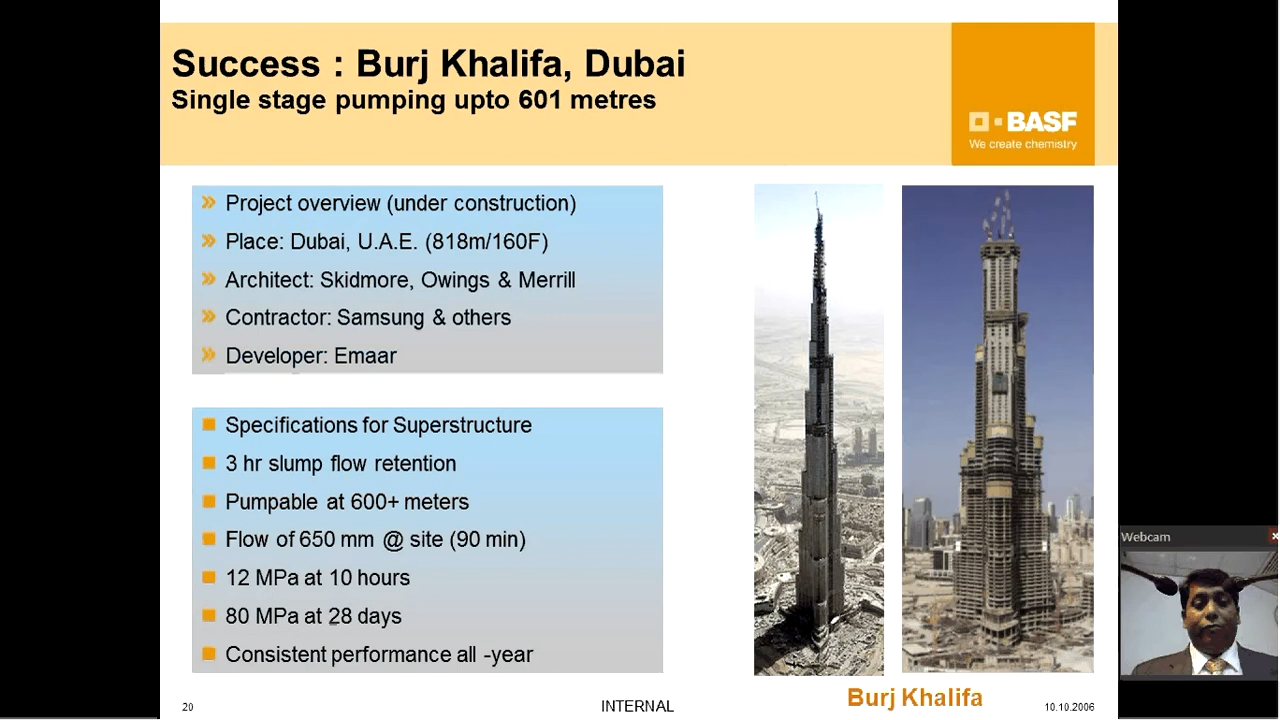 Success : Burj Khalifa, Dubai
Single stage pumping upto 601 metres
BASF
We create chemistry
Project overview (under construction)
Place: Dubai, U.A.E. (818m/160F)
Architect: Skidmore, Owings & Merrill
Contractor: Samsung & others
Developer: Emaar
Specifications for Superstructure
3 hr slump flow retention
Pumpable at 600+ meters
Flow of 650 mm @ site (90 min)
12 MPa at 10 hours
80 MPa at 28 days
Consistent performance all -year
Webcam
20
INTERNAL
Burj Khalifa
10.10.2006